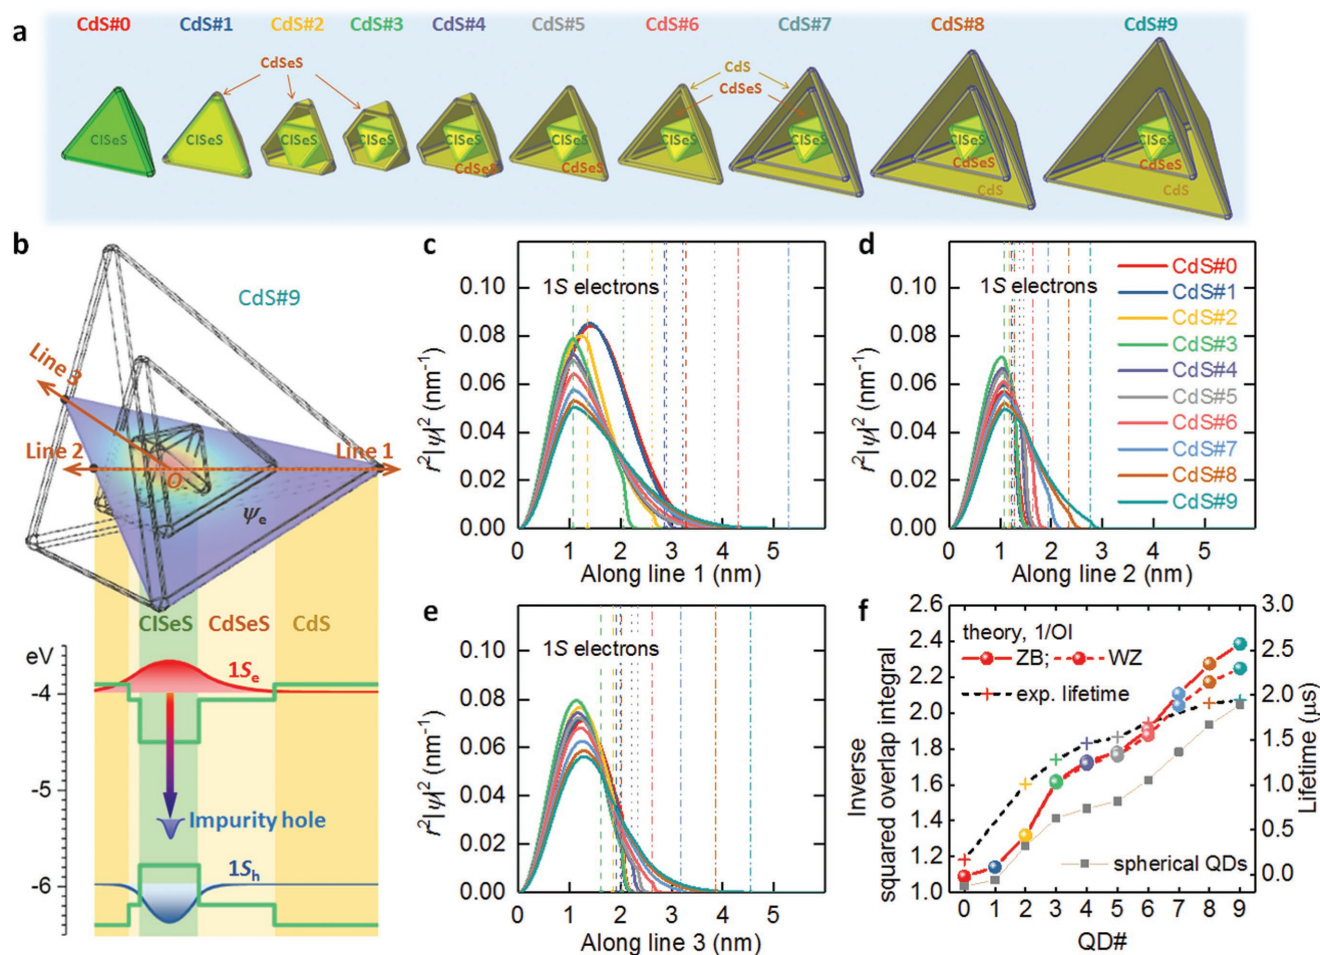 a
CdS#0 CdS#1 CdS#2 CdS#3 CdS#4 CdS#5 CdS#6 CdS#7 CdS#8 CdS#9
CdSeS
CdS
CdSeS
CISeS CISeS CISeS CISeS CISeS CISeS CISeS CISeS CISeS CISeS
CdSeS CdSeS CdSeS CdSeS
CdS CdS
b
CdS#9
Line 3
Line 2
Line 1
O
ψe
CISeS CdSeS CdS
eV
1Se
-4
-5
Impurity hole
1Sh
-6
c
1S electrons
r²|ψ|² (nm⁻¹)
0.10
0.08
0.06
0.04
0.02
0.00
0 1 2 3 4 5
Along line 1 (nm)
d
1S electrons
CdS#0
CdS#1
CdS#2
CdS#3
CdS#4
CdS#5
CdS#6
CdS#7
CdS#8
CdS#9
r²|ψ|² (nm⁻¹)
0.10
0.08
0.06
0.04
0.02
0.00
0 1 2 3 4 5
Along line 2 (nm)
e
1S electrons
r²|ψ|² (nm⁻¹)
0.10
0.08
0.06
0.04
0.02
0.00
0 1 2 3 4 5 6
Along line 3 (nm)
f
theory, 1/OI
ZB; WZ
exp. lifetime
spherical QDs
Inverse
squared overlap integral
2.6
2.4
2.2
2.0
1.8
1.6
1.4
1.2
1.0
3.0
2.5
2.0
1.5
1.0
0.5
0.0
Lifetime (μs)
0 1 2 3 4 5 6 7 8 9
QD#